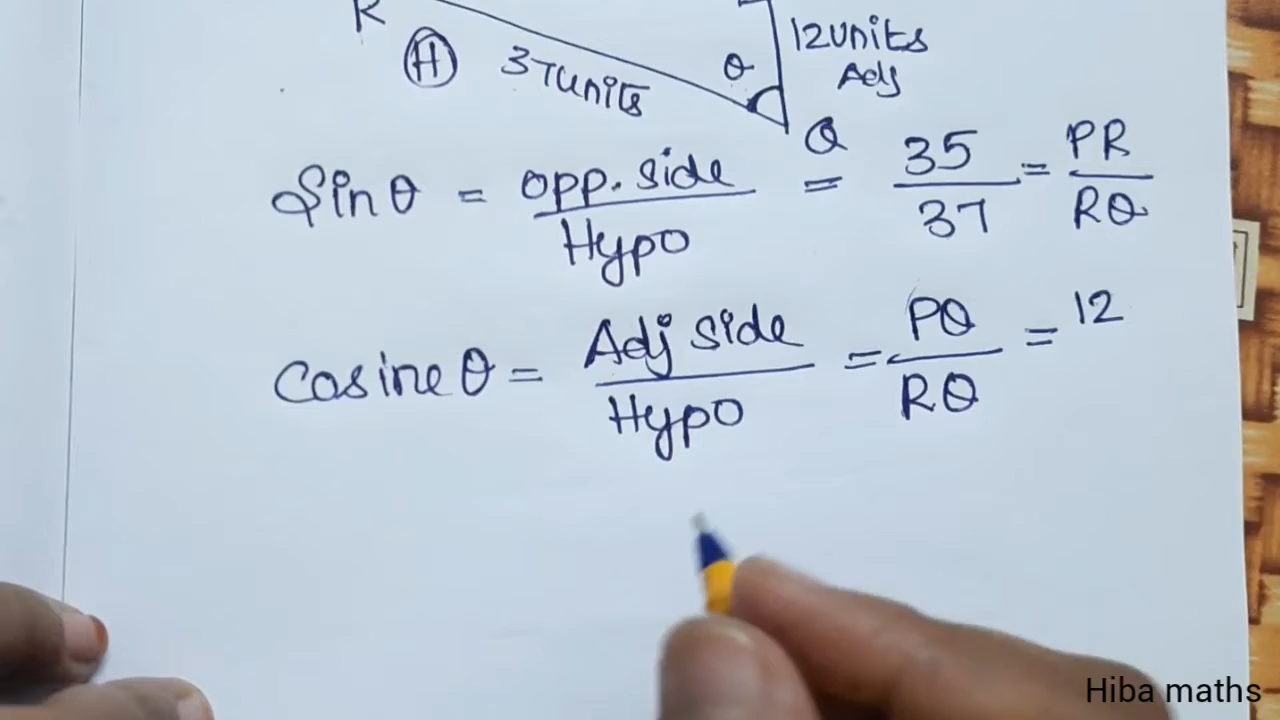 R
H 37units
θ
12units
Adj
Q
Sinθ = opp. side / Hypo = 35 / 37 = PR / RQ
Cosineθ = Adj side / Hypo = PQ / RQ = 12
Hiba maths